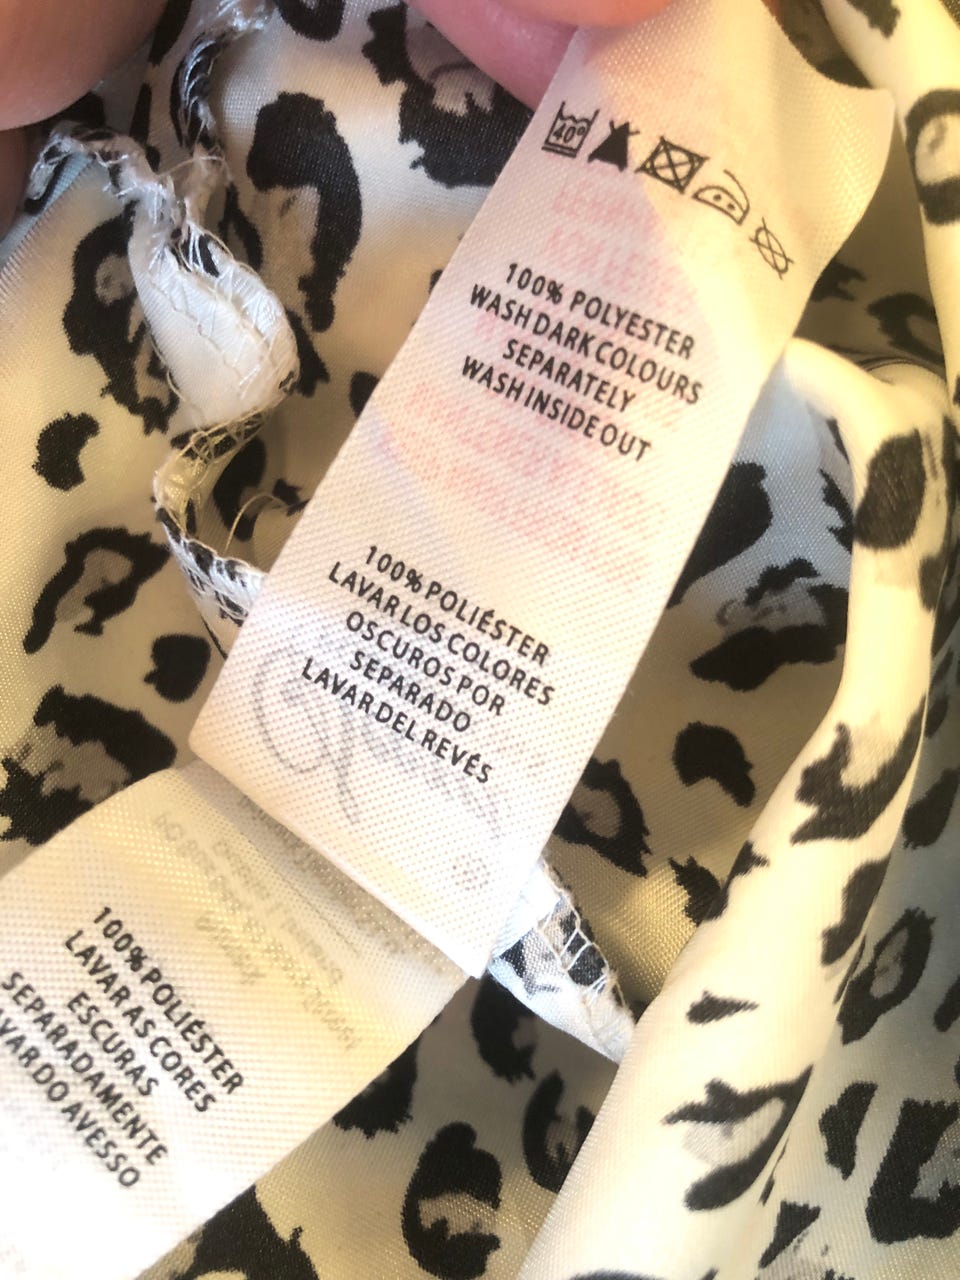 40°
100% POLYESTER
WASH DARK COLOURS
SEPARATELY
WASH INSIDE OUT
100% POLIÉSTER
LAVAR LOS COLORES
OSCUROS POR
SEPARADO
LAVAR DEL REVÉS
100% POLIÉSTER
LAVAR AS CORES
ESCURAS
SEPARADAMENTE
DO AVESSO